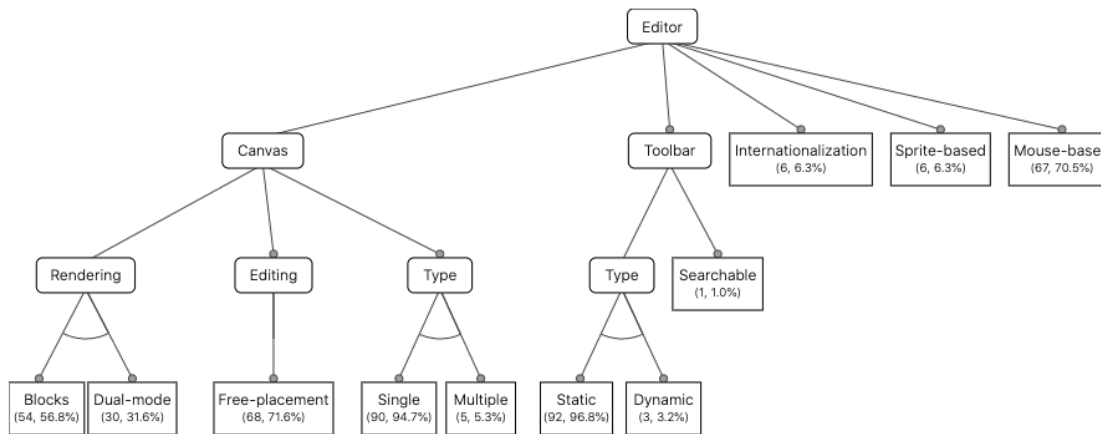 Editor
Canvas
Toolbar
Internationalization
(6, 6.3%)
Sprite-based
(6, 6.3%)
Mouse-base
(67, 70.5%)
Rendering
Editing
Type
Type
Searchable
(1, 1.0%)
Blocks
(54, 56.8%)
Dual-mode
(30, 31.6%)
Free-placement
(68, 71.6%)
Single
(90, 94.7%)
Multiple
(5, 5.3%)
Static
(92, 96.8%)
Dynamic
(3, 3.2%)